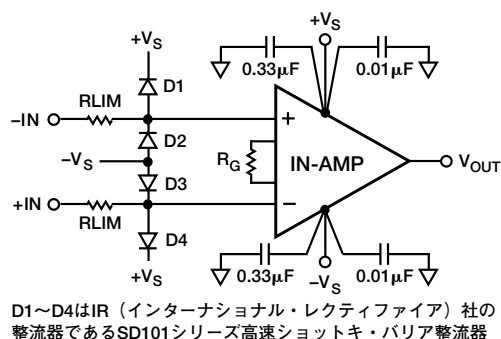 +VS
+VS
0.33μF
0.01μF
RLIM
D1
−IN
D2
+
RG
IN-AMP
VOUT
−VS
D3
+IN
−
RLIM
D4
0.33μF
0.01μF
+VS
−VS
D1~D4はIR（インターナショナル・レクティファイア）社の
整流器であるSD101シリーズ高速ショットキ・バリア整流器